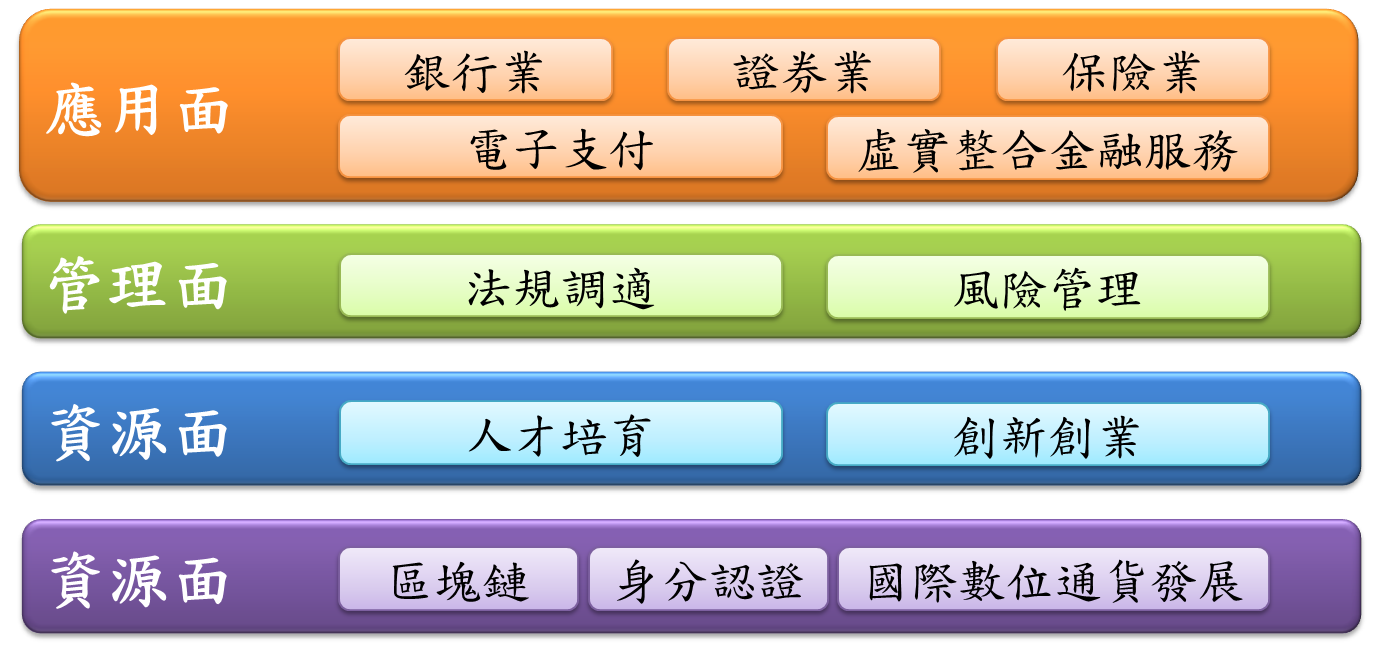 應用面
銀行業 證券業 保險業
電子支付 虛實整合金融服務
管理面
法規調適 風險管理
資源面
人才培育 創新創業
資源面
區塊鏈 身分認證 國際數位通貨發展